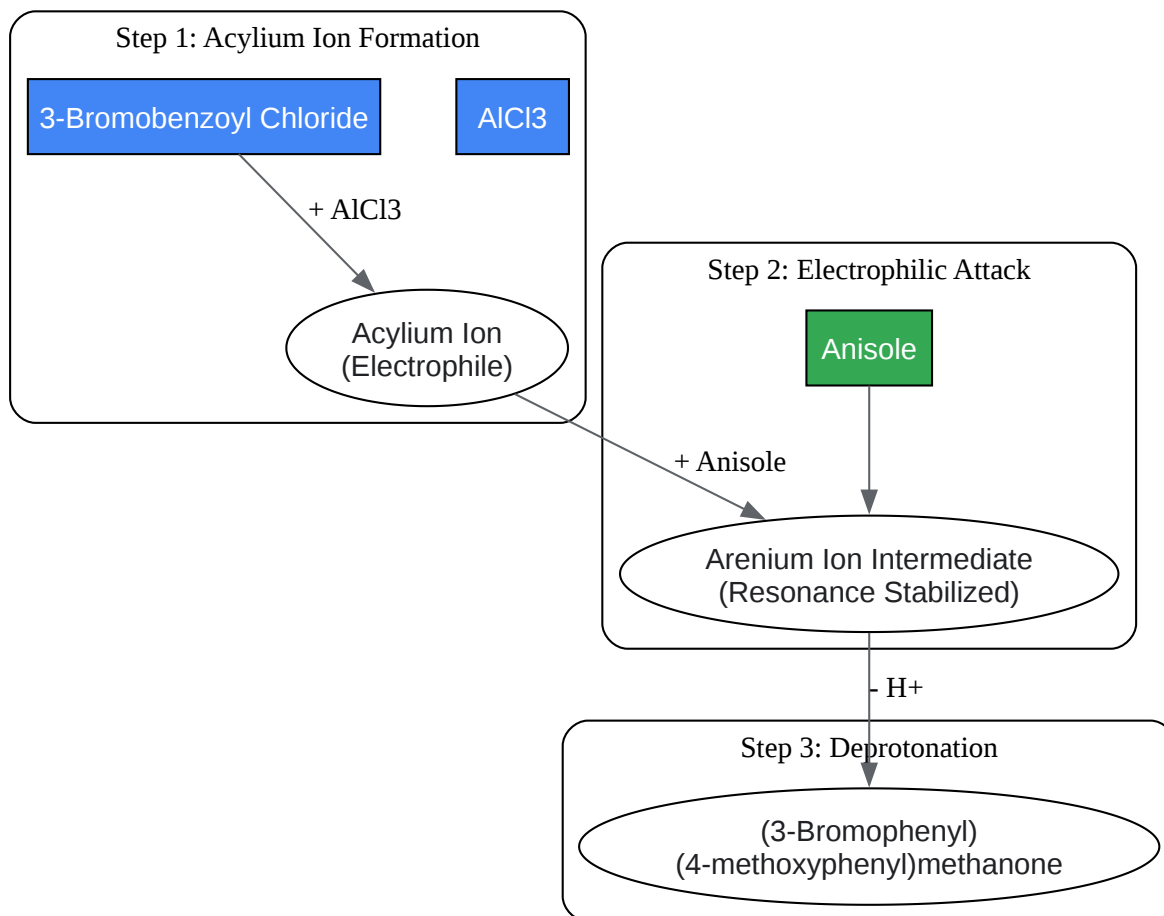 Step 1: Acylium Ion Formation
3-Bromobenzoyl Chloride
AlCl3
+ AlCl3
Acylium Ion
(Electrophile)
Step 2: Electrophilic Attack
Anisole
+ Anisole
Arenium Ion Intermediate
(Resonance Stabilized)
- H+
Step 3: Deprotonation
(3-Bromophenyl)
(4-methoxyphenyl)methanone